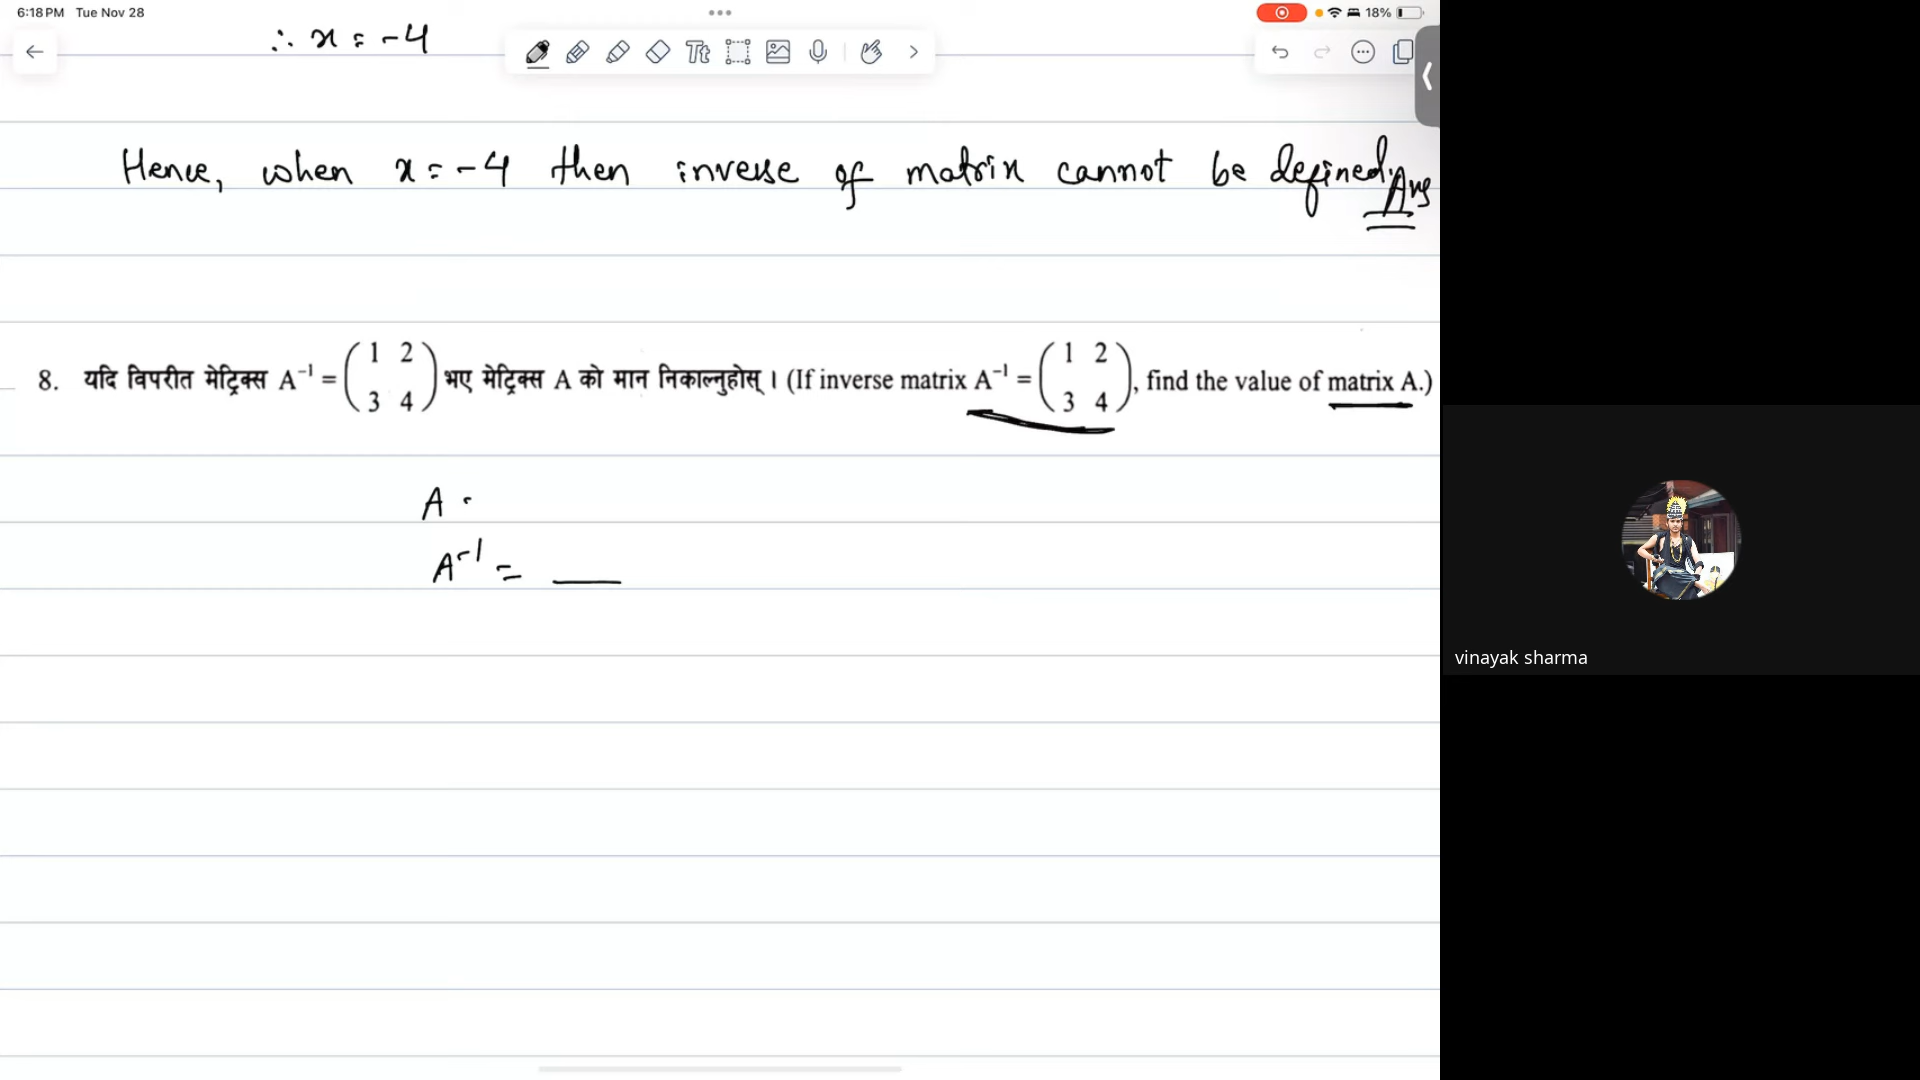 6:18 PM Tue Nov 28
18%
∴ x = -4
Tt
Hence, when x = -4 then inverse of matrix cannot be defined. Ans
8. यदि विपरीत मेट्रिक्स A⁻¹ = (1 2 3 4) भए मेट्रिक्स A को मान निकाल्नुहोस् । (If inverse matrix A⁻¹ = (1 2 3 4), find the value of matrix A.)
A
A⁻¹ =
vinayak sharma